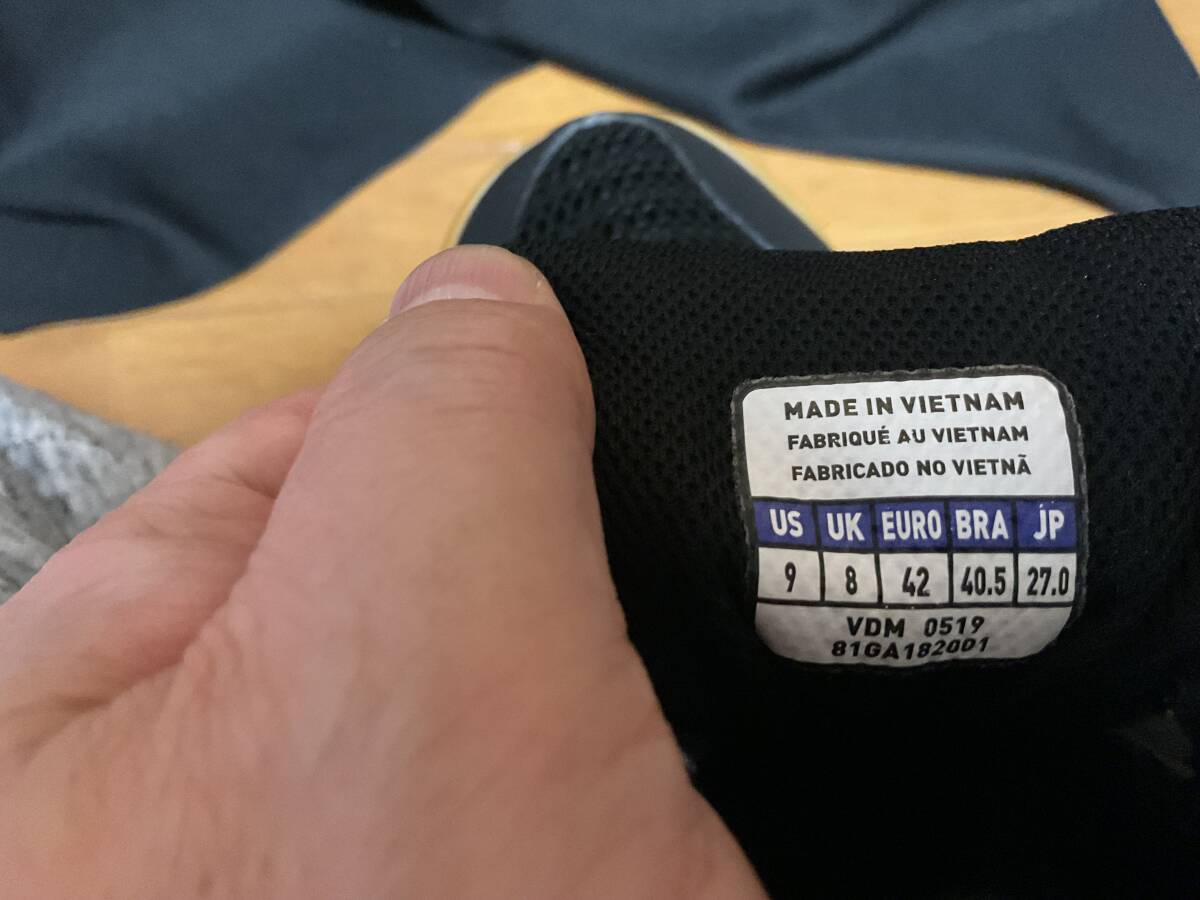 MADE IN VIETNAM
FABRIQUÉ AU VIETNAM
FABRICADO NO VIETNÃ
US UK EURO BRA JP
9 8 42 40.5 27.0
VDM 0519
81GA182001